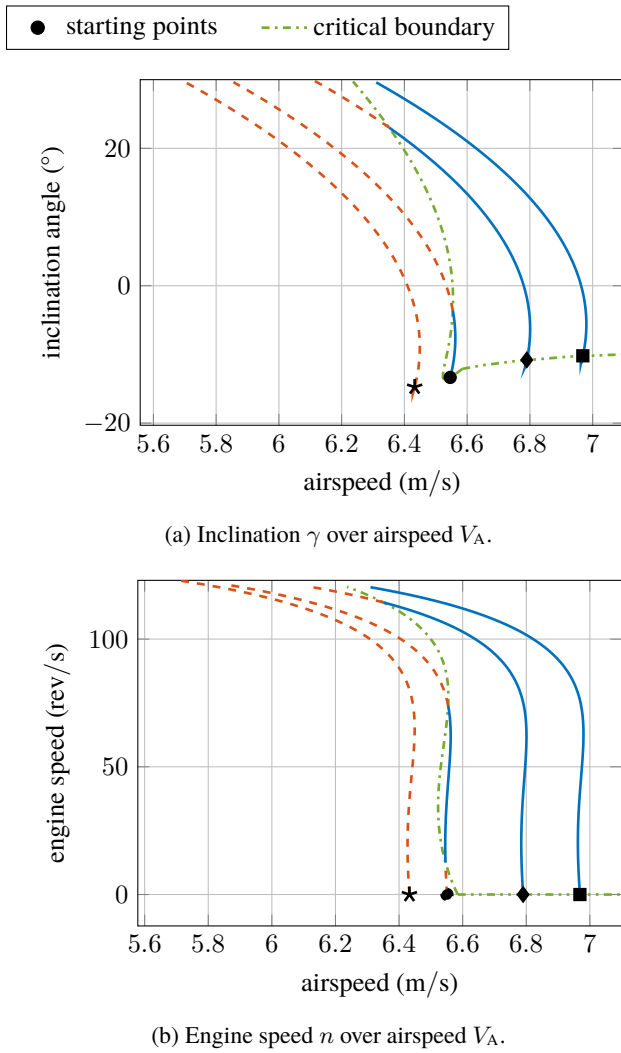 starting points critical boundary
20
0
−20
5.6 5.8 6 6.2 6.4 6.6 6.8 7
inclination angle (°)
airspeed (m/s)
(a) Inclination γ over airspeed V_A.
100
50
0
5.6 5.8 6 6.2 6.4 6.6 6.8 7
engine speed (rev/s)
airspeed (m/s)
(b) Engine speed n over airspeed V_A.